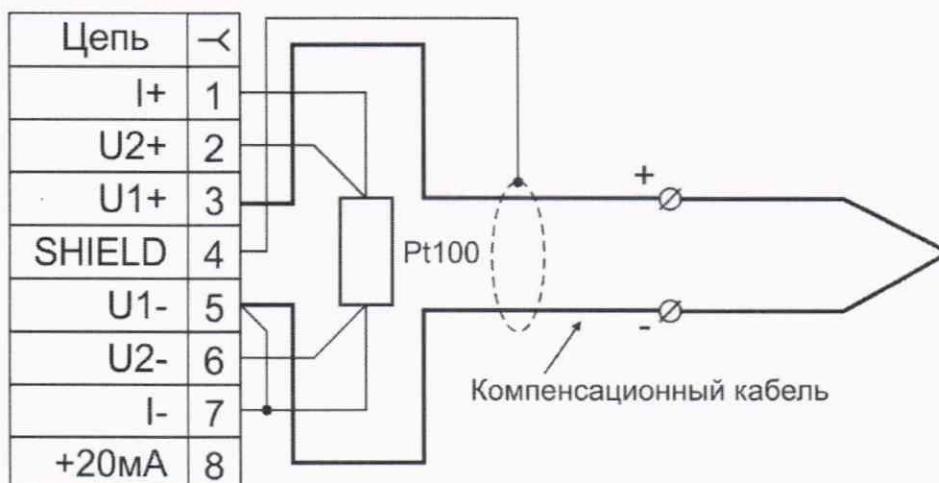 Цепь
I+ 1
U2+ 2
U1+ 3
SHIELD 4
U1- 5
U2- 6
I- 7
+20мА 8
Pt100
+
-
Компенсационный кабель